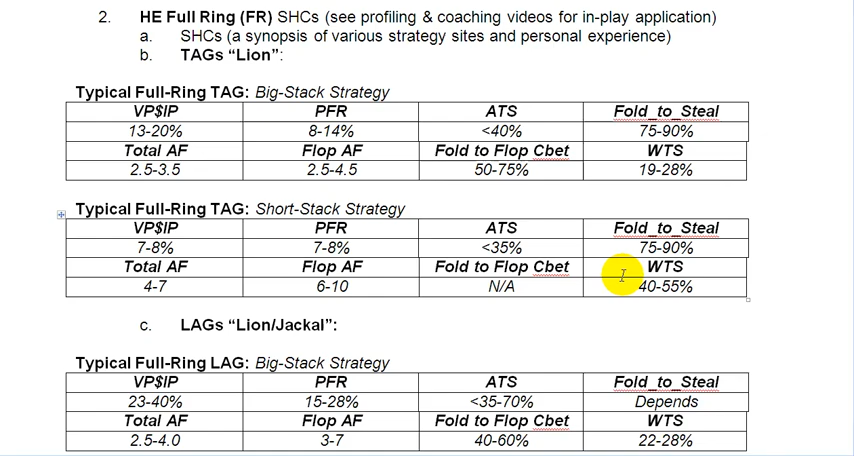 2. HE Full Ring (FR) SHCs (see profiling & coaching videos for in-play application)
a. SHCs (a synopsis of various strategy sites and personal experience)
b. TAGs “Lion”:
Typical Full-Ring TAG: Big-Stack Strategy
VP$IP PFR ATS Fold_to_Steal
13-20% 8-14% <40% 75-90%
Total AF Flop AF Fold to Flop Cbet WTS
2.5-3.5 2.5-4.5 50-75% 19-28%
Typical Full-Ring TAG: Short-Stack Strategy
VP$IP PFR ATS Fold_to_Steal
7-8% 7-8% <35% 75-90%
Total AF Flop AF Fold to Flop Cbet WTS
4-7 6-10 N/A 40-55%
c. LAGs “Lion/Jackal”:
Typical Full-Ring LAG: Big-Stack Strategy
VP$IP PFR ATS Fold_to_Steal
23-40% 15-28% <35-70% Depends
Total AF Flop AF Fold to Flop Cbet WTS
2.5-4.0 3-7 40-60% 22-28%